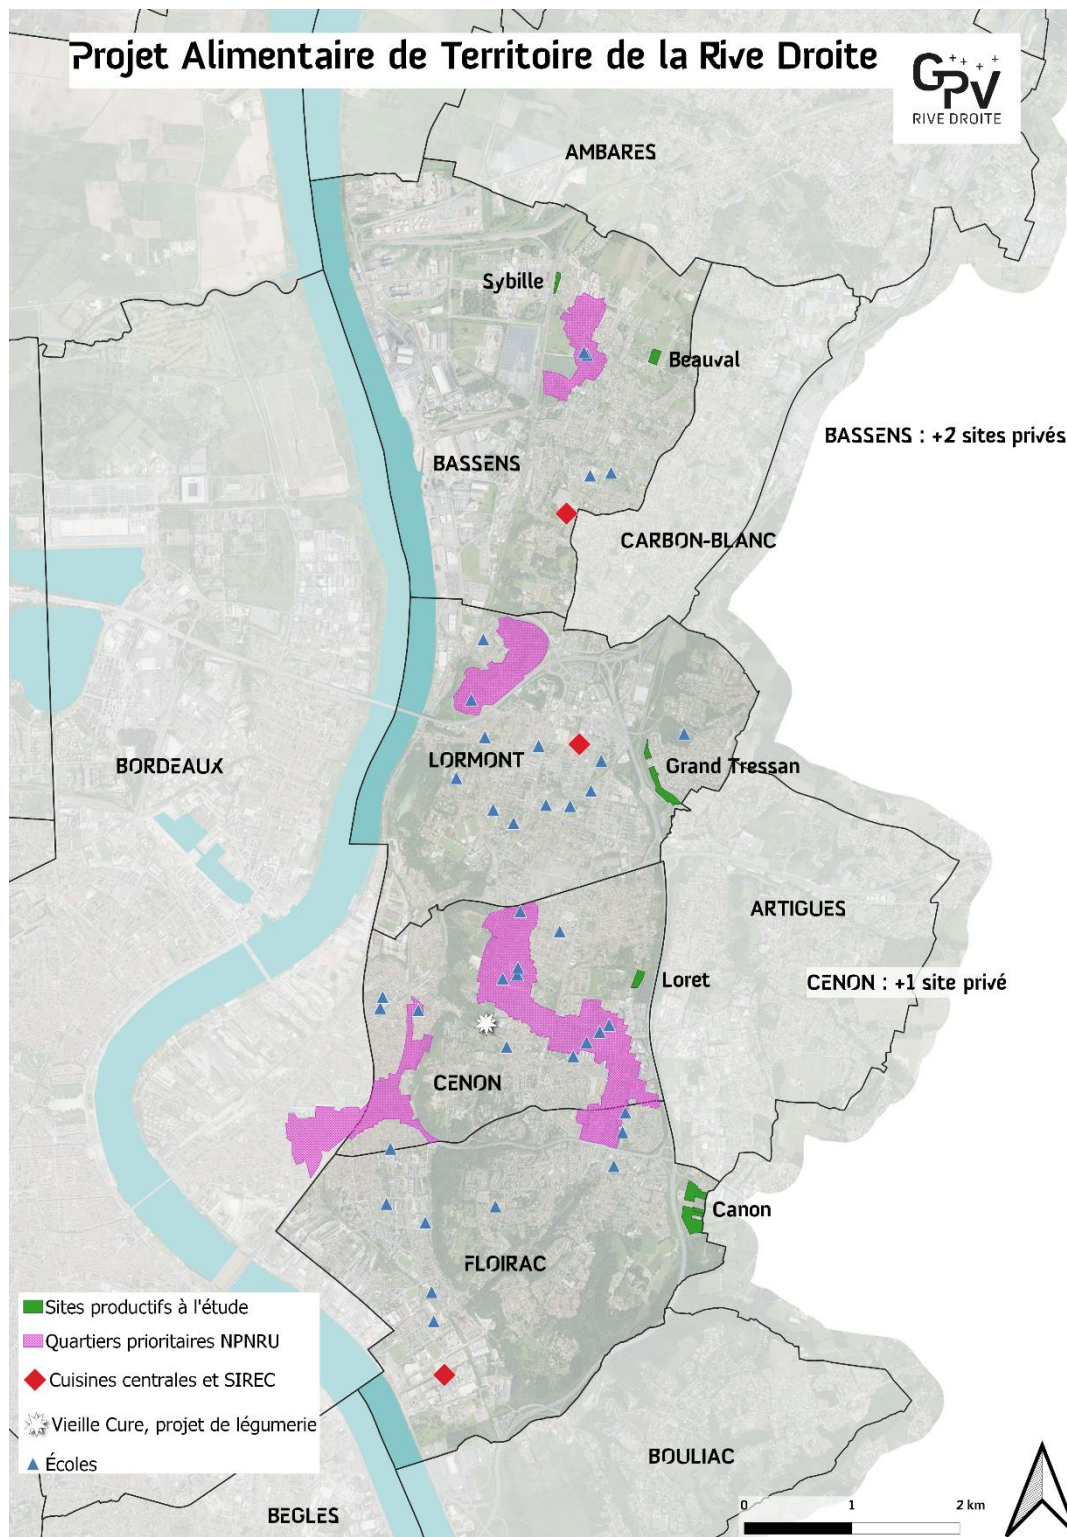 Projet Alimentaire de Territoire de la Rive Droite
GPV
RIVE DROITE
AMBARES
Sybille
Beauval
BASSENS : +2 sites privés
BASSENS
CARBON-BLANC
BORDEAUX
LORMONT
Grand Tressan
ARTIGUES
Loret
CENON : +1 site privé
CENON
Canon
FLOIRAC
Sites productifs à l'étude
Quartiers prioritaires NPNRU
Cuisines centrales et SIREC
Vieille Cure, projet de légumerie
Écoles
BOULIAC
BEGLES
0 1 2 km